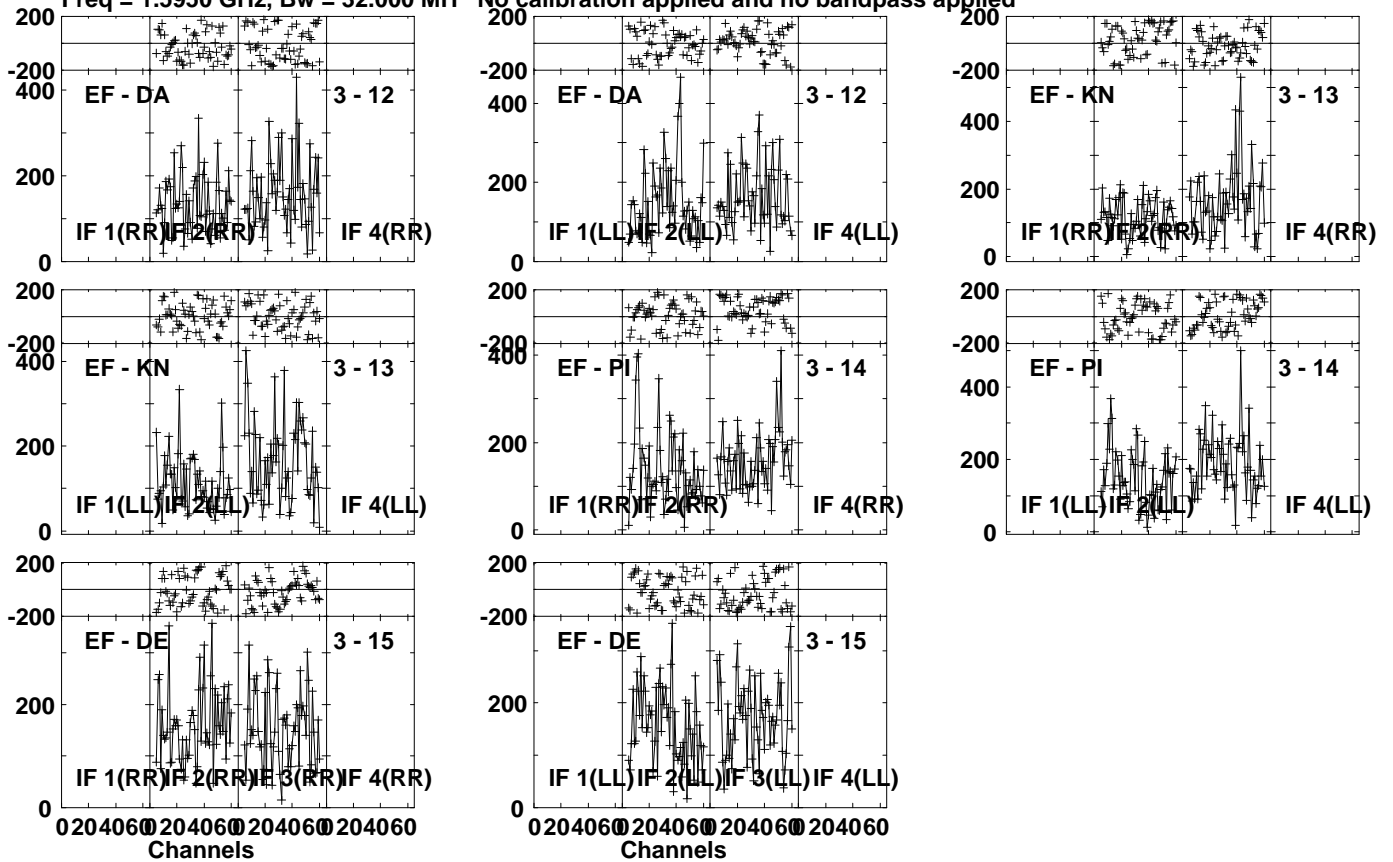 Freq = 1.5950 GHz, Bw = 32.000 MH No calibration applied and no bandpass applied
200
-200
400
200
0
EF - DA
3 - 12
IF 1(RR)
IF 2(RR)
IF 4(RR)
200
-200
400
200
0
EF - DA
3 - 12
IF 1(LL)
IF 2(LL)
IF 4(LL)
200
-200
400
200
0
EF - KN
3 - 13
IF 1(RR)
IF 2(RR)
IF 4(RR)
200
-200
400
200
0
EF - KN
3 - 13
IF 1(LL)
IF 2(LL)
IF 4(LL)
200
-200
400
200
0
EF - PI
3 - 14
IF 1(RR)
IF 2(RR)
IF 4(RR)
200
-200
400
200
0
EF - PI
3 - 14
IF 1(LL)
IF 2(LL)
IF 4(LL)
200
-200
200
0
EF - DE
3 - 15
IF 1(RR)
IF 2(RR)
IF 3(RR)
IF 4(RR)
0 20 40 60 0 20 40 60 0 20 40 60 0 20 40 60
Channels
200
-200
200
0
EF - DE
3 - 15
IF 1(LL)
IF 2(LL)
IF 3(LL)
IF 4(LL)
0 20 40 60 0 20 40 60 0 20 40 60 0 20 40 60
Channels